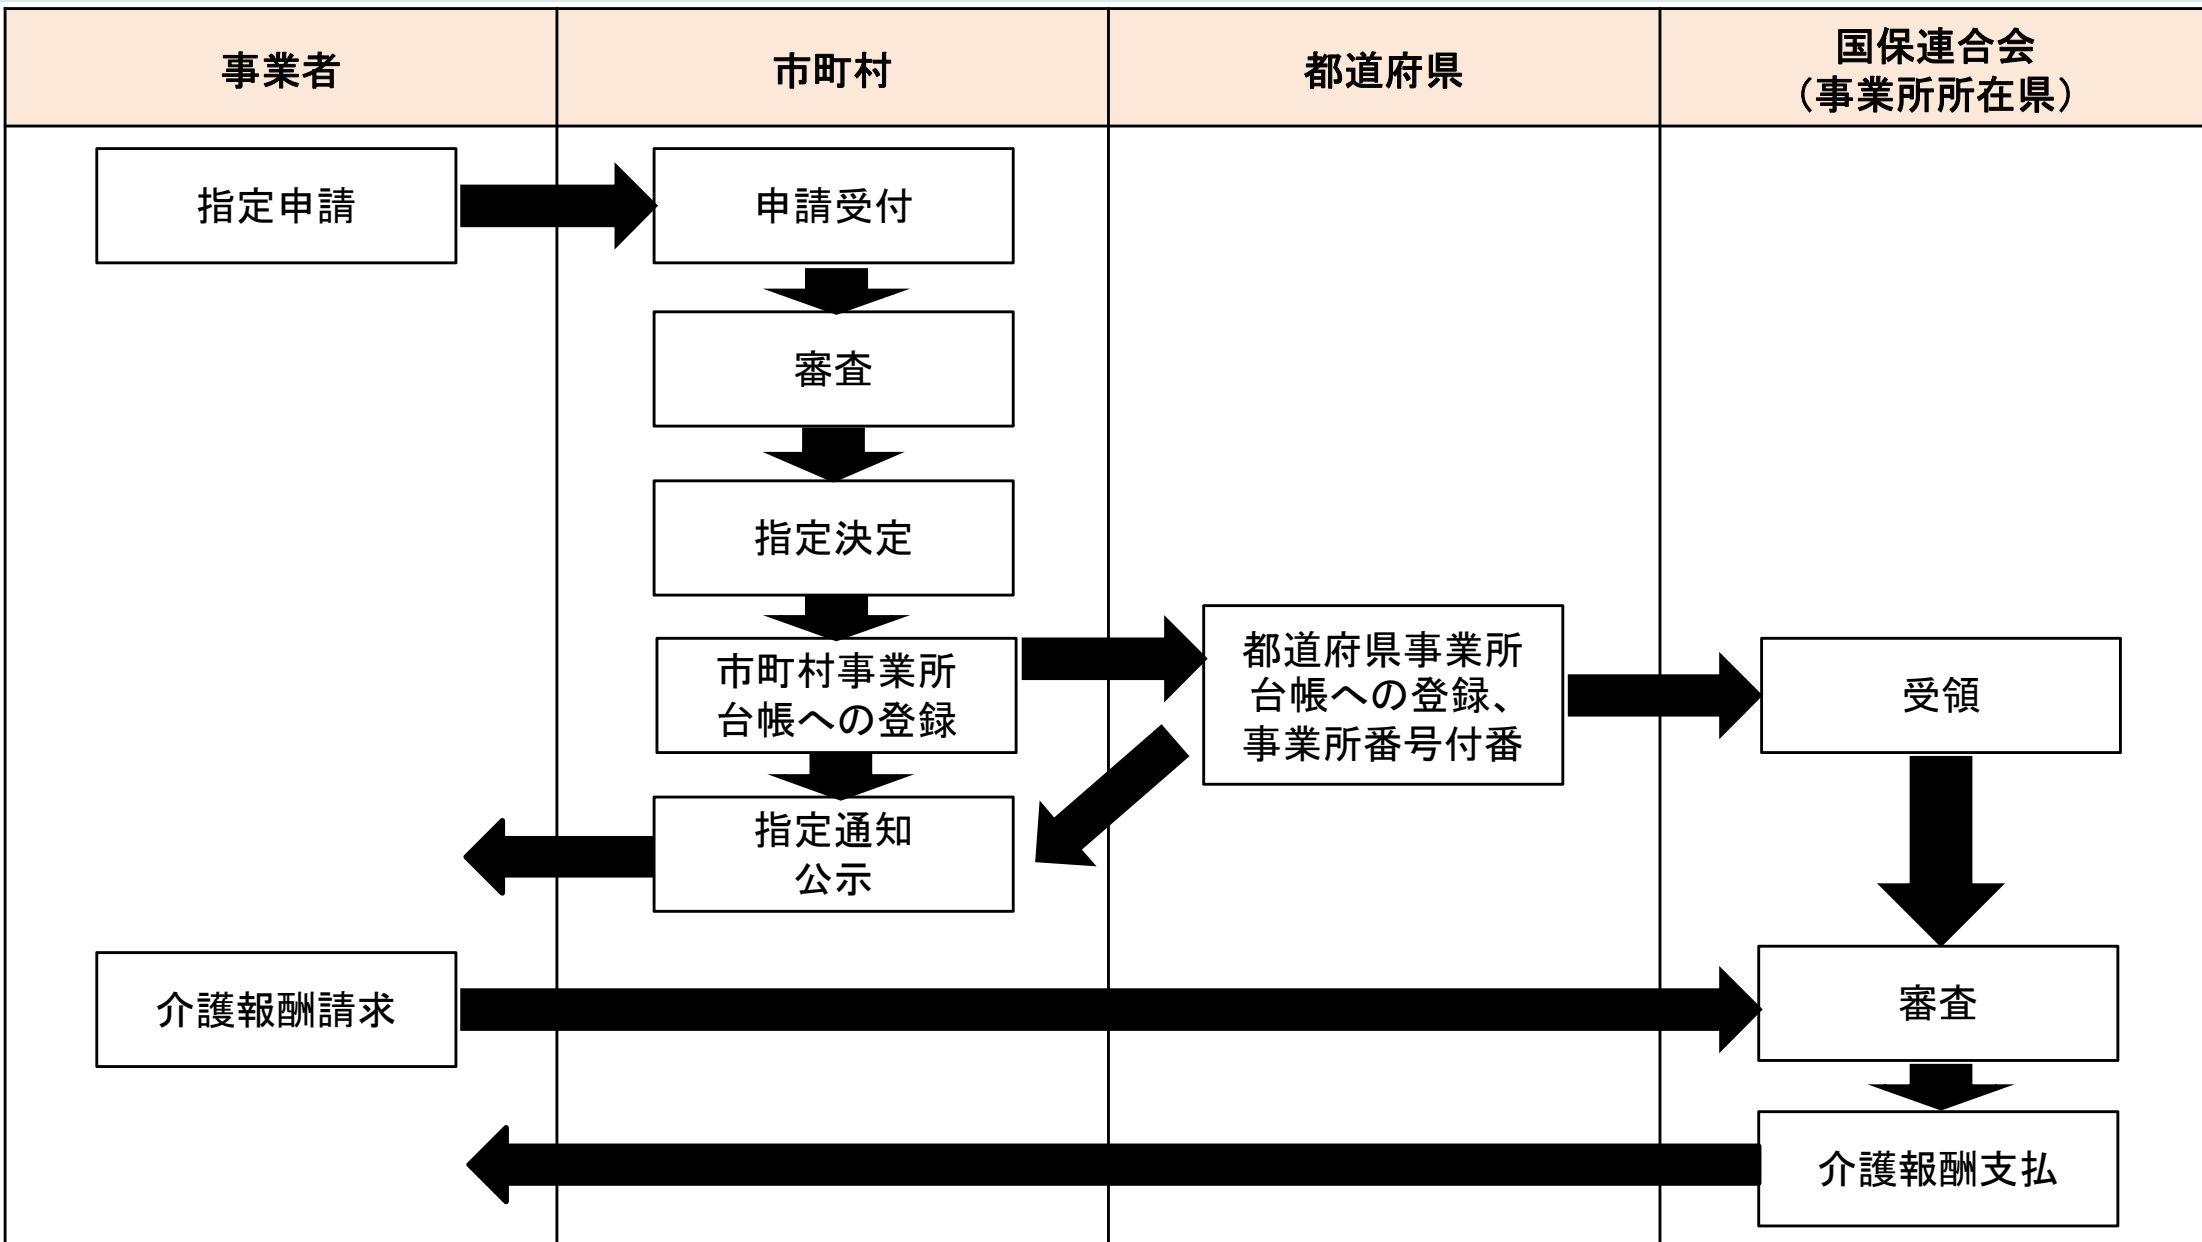 事業者
市町村
都道府県
国保連合会
（事業所所在県）
指定申請
申請受付
審査
指定決定
市町村事業所
台帳への登録
都道府県事業所
台帳への登録、
事業所番号付番
受領
指定通知
公示
介護報酬請求
審査
介護報酬支払